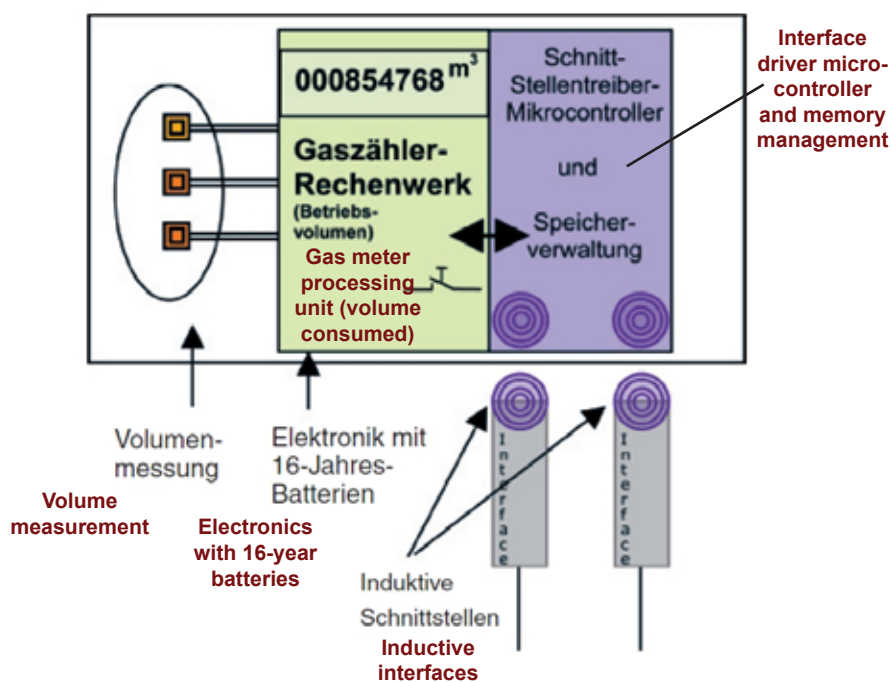 000854768 m³
Gaszähler-
Rechenwerk
(Betriebs-
volumen)
Gas meter
processing
unit (volume
consumed)
Schnitt-
Stellentreiber-
Mikrocontroller
und
Speicher-
verwaltung
Interface
driver micro-
controller
and memory
management
Volumen-
messung
Volume
measurement
Elektronik mit
16-Jahres-
Batterien
Electronics
with 16-year
batteries
Interface
Interface
Induktive
Schnittstellen
Inductive
interfaces